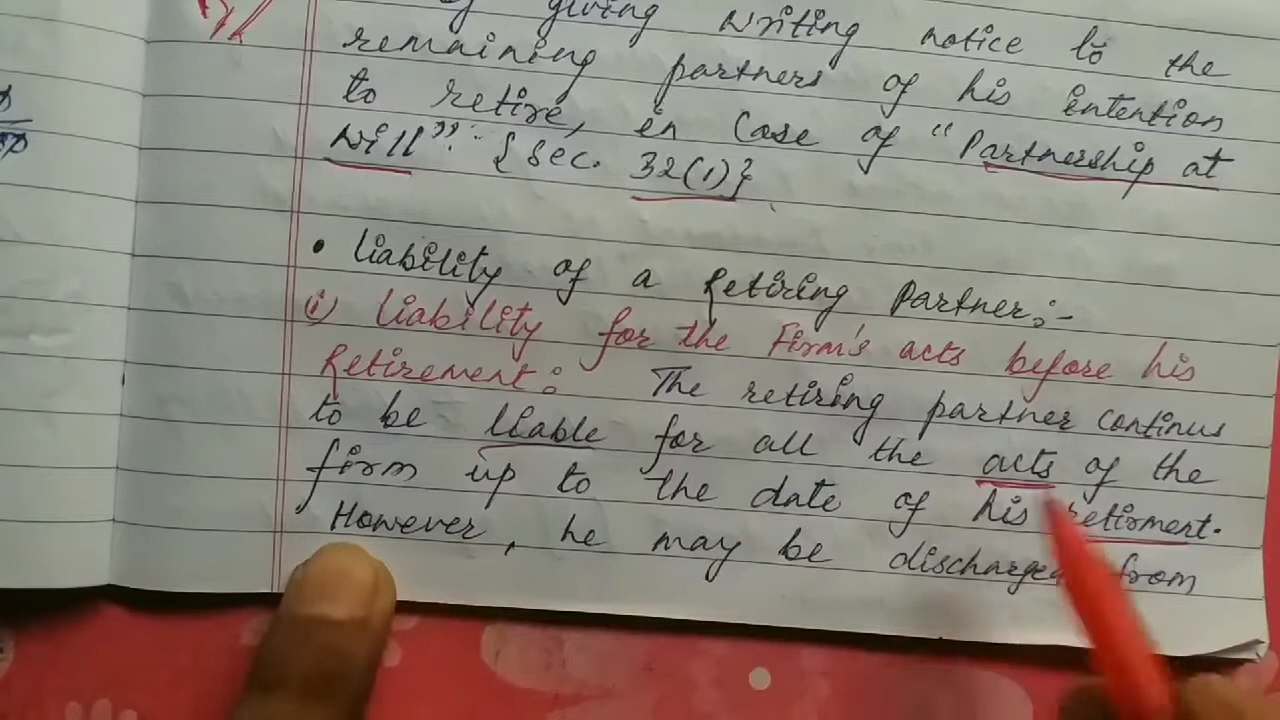 giving writing notice to the
remaining partners of his intention
to retire, in case of "Partnership at
will". {Sec. 32(1)}
• Liability of a Retiring Partner:-
i) Liability for the Firm's acts before his
Retirement: The retiring partner continus
to be liable for all the acts of the
firm up to the date of his retirment.
However, he may be discharged from